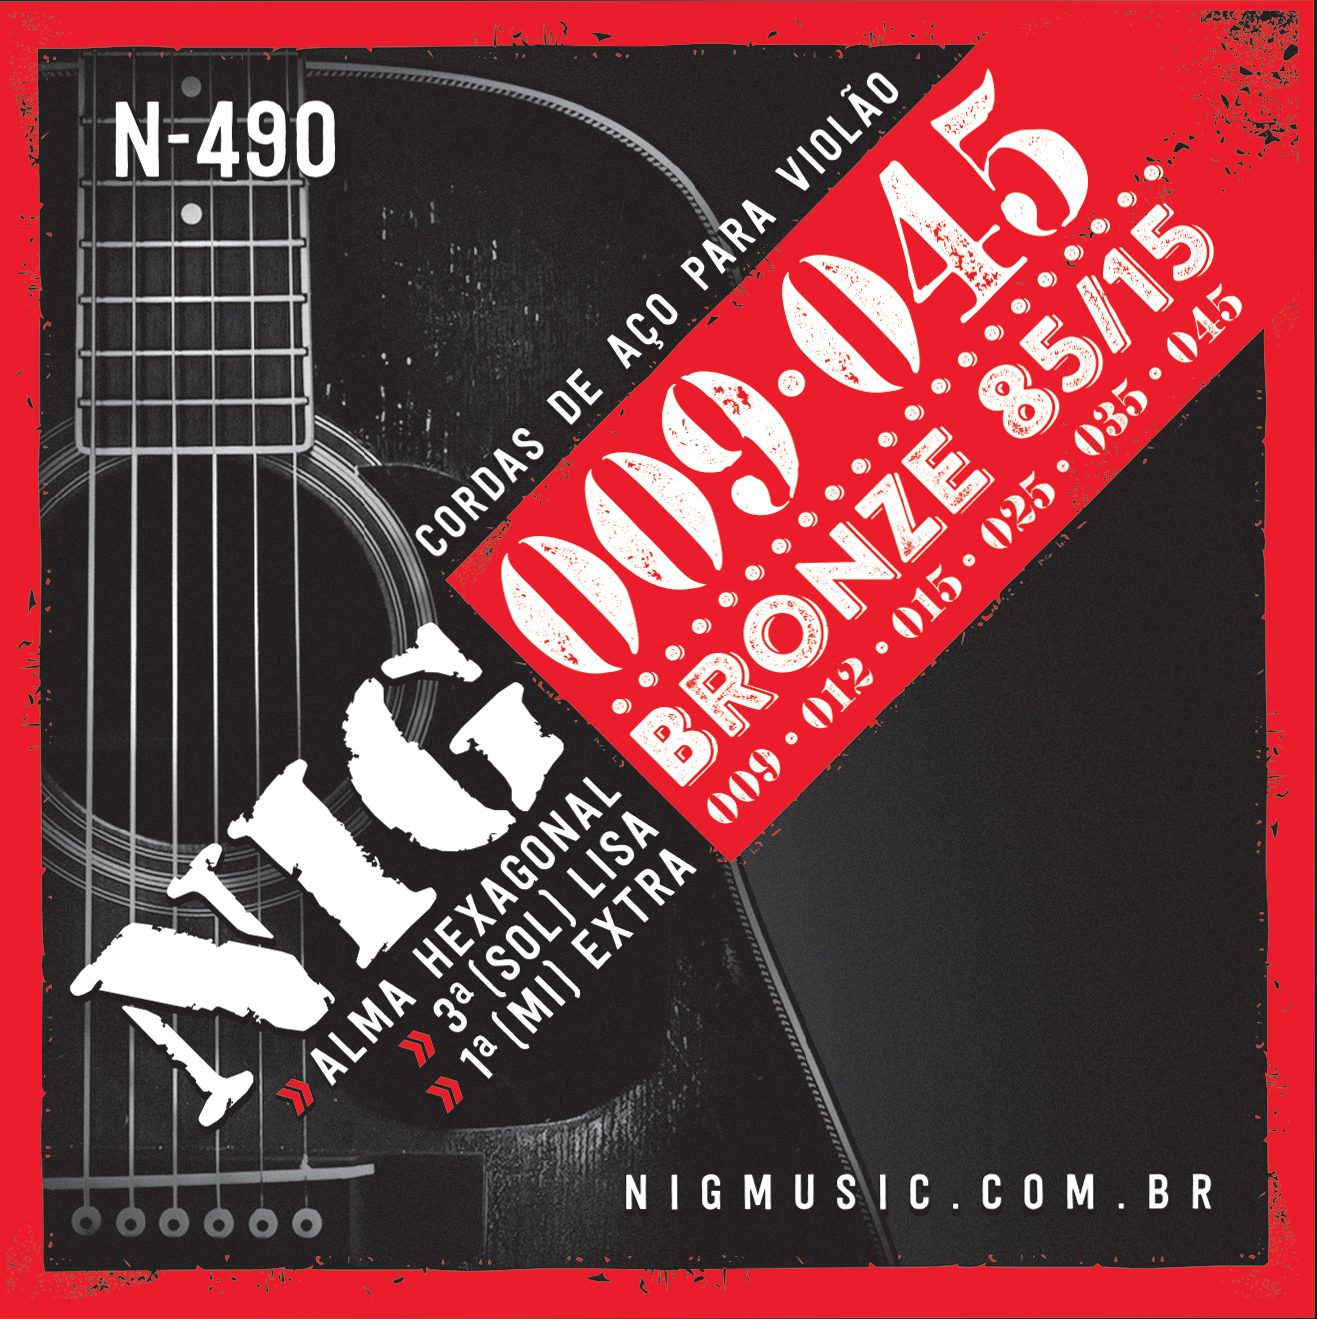 N-490
CORDAS DE AÇO PARA VIOLÃO
009·045
BRONZE 85/15
009 · 012 · 015 · 025 · 035 · 045
NIG
» ALMA HEXAGONAL
» 3ª (SOL) LISA
» 1ª (MI) EXTRA
NIGMUSIC.COM.BR